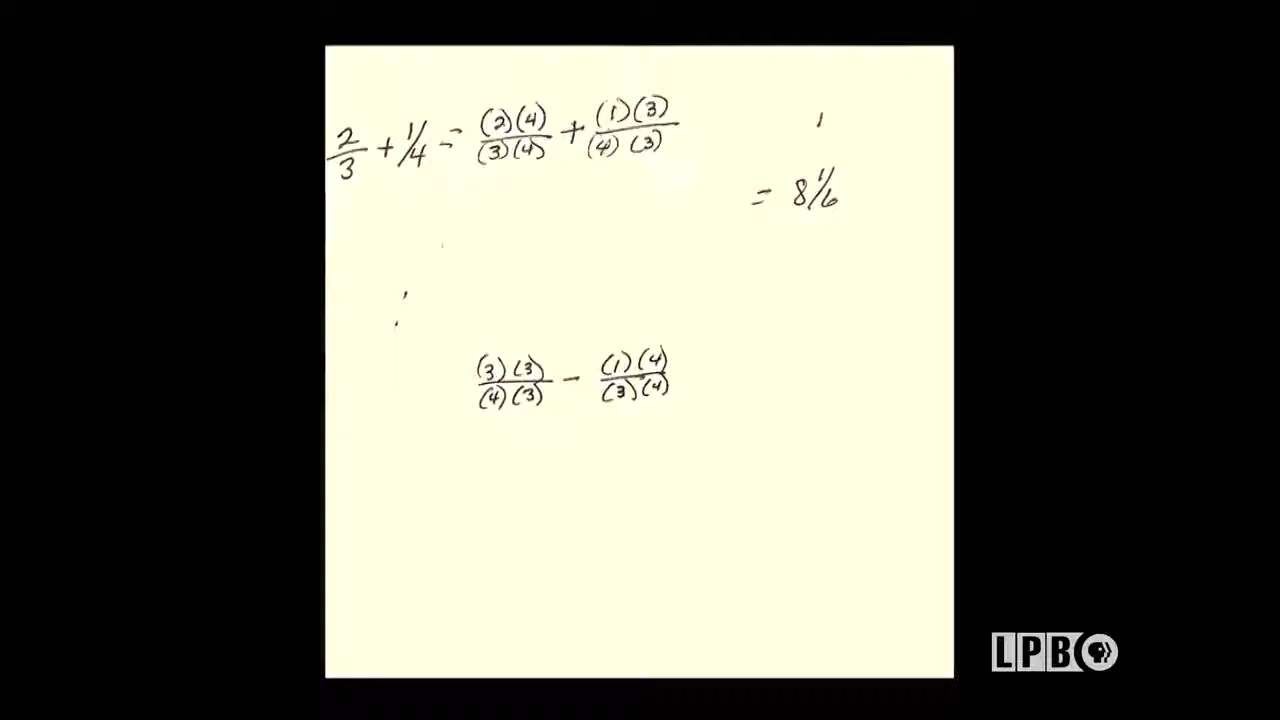 2/3 + 1/4 = (2)(4)/(3)(4) + (1)(3)/(4)(3)
= 8 1/6
(3)(3)/(4)(3) - (1)(4)/(3)(4)
LPB